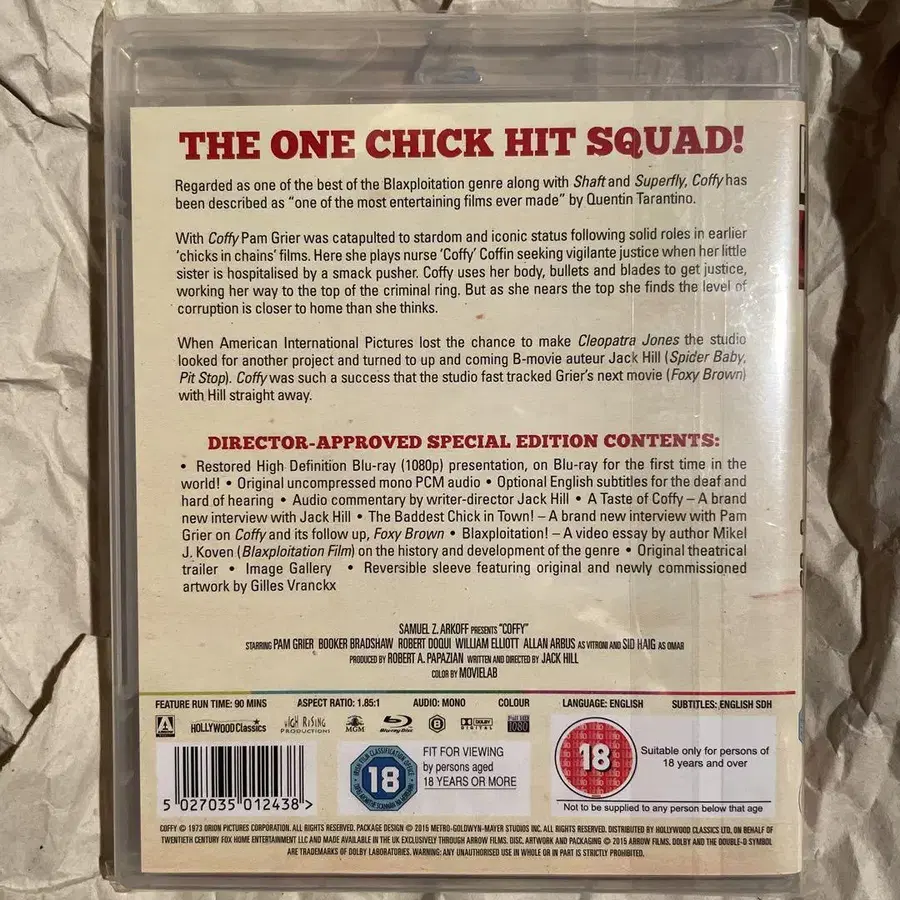 THE ONE CHICK HIT SQUAD!
Regarded as one of the best of the Blaxploitation genre along with Shaft and Superfly, Coffy has
been described as “one of the most entertaining films ever made” by Quentin Tarantino.
With Coffy Pam Grier was catapulted to stardom and iconic status following solid roles in earlier
‘chicks in chains’ films. Here she plays nurse ‘Coffy’ Coffin seeking vigilante justice when her little
sister is hospitalised by a smack pusher. Coffy uses her body, bullets and blades to get justice,
working her way to the top of the criminal ring. But as she nears the top she finds the level of
corruption is closer to home than she thinks.
When American International Pictures lost the chance to make Cleopatra Jones the studio
looked for another project and turned to up and coming B-movie auteur Jack Hill (Spider Baby,
Pit Stop). Coffy was such a success that the studio fast tracked Grier's next movie (Foxy Brown)
with Hill straight away.
DIRECTOR-APPROVED SPECIAL EDITION CONTENTS:
• Restored High Definition Blu-ray (1080p) presentation, on Blu-ray for the first time in the
world! • Original uncompressed mono PCM audio • Optional English subtitles for the deaf and
hard of hearing • Audio commentary by writer-director Jack Hill • A Taste of Coffy – A brand
new interview with Jack Hill • The Baddest Chick in Town! – A brand new interview with Pam
Grier on Coffy and its follow up, Foxy Brown • Blaxploitation! – A video essay by author Mikel
J. Koven (Blaxploitation Film) on the history and development of the genre • Original theatrical
trailer • Image Gallery • Reversible sleeve featuring original and newly commissioned
artwork by Gilles Vranckx
SAMUEL Z. ARKOFF PRESENTS "COFFY"
STARRING PAM GRIER BOOKER BRADSHAW ROBERT DOQUI WILLIAM ELLIOTT ALLAN ARBUS AS VITRONI AND SID HAIG AS OMAR
PRODUCED BY ROBERT A. PAPAZIAN WRITTEN AND DIRECTED BY JACK HILL
COLOR BY MOVIELAB
FEATURE RUN TIME: 90 MINS ASPECT RATIO: 1.85:1 AUDIO: MONO COLOUR LANGUAGE: ENGLISH SUBTITLES: ENGLISH SDH
HOLLYWOOD Classics HIGH RISING PRODUCTIONS MGM Blu-ray Disc B DOLBY DIGITAL FULL HD 1080
5 027035 012438 >
18
FIT FOR VIEWING
by persons aged
18 YEARS OR MORE
18
Suitable only for persons of
18 years and over
Not to be supplied to any person below that age
COFFY © 1973 ORION PICTURES CORPORATION. ALL RIGHTS RESERVED. PACKAGE DESIGN © 2015 METRO-GOLDWYN-MAYER STUDIOS INC. ALL RIGHTS RESERVED. DISTRIBUTED BY HOLLYWOOD CLASSICS LTD, ON BEHALF OF
TWENTIETH CENTURY FOX HOME ENTERTAINMENT LLC AND MADE AVAILABLE IN THE UK EXCLUSIVELY THROUGH ARROW FILMS. DISC. ARTWORK AND PACKAGING © 2015 ARROW FILMS. DOLBY AND THE DOUBLE-D SYMBOL
ARE TRADEMARKS OF DOLBY LABORATORIES. WARNING: ANY UNAUTHORISED USE IN WHOLE OR IN PART IS STRICTLY PROHIBITED.